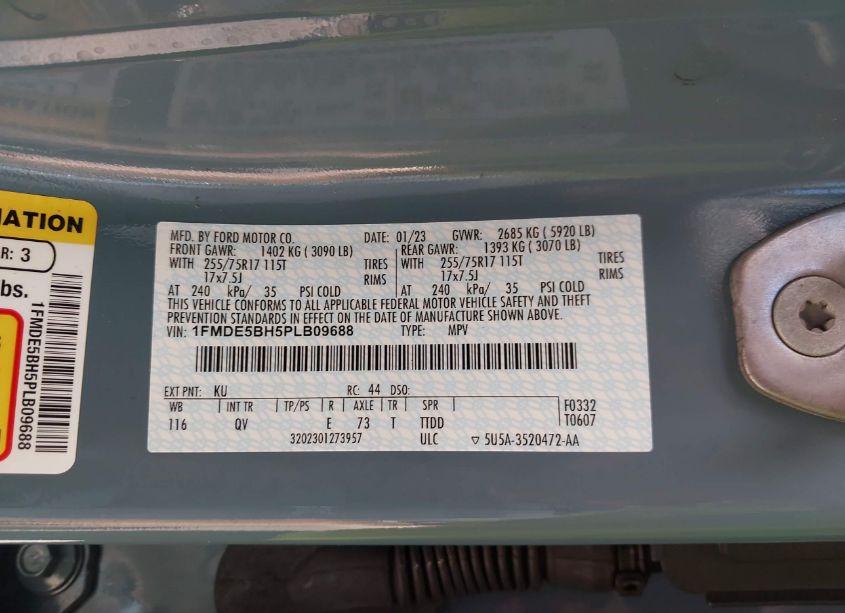 MFD. BY FORD MOTOR CO. DATE: 01/23 GVWR: 2685 KG ( 5920 LB)
FRONT GAWR: 1402 KG ( 3090 LB) REAR GAWR: 1393 KG ( 3070 LB)
WITH 255/75R17 115T TIRES WITH 255/75R17 115T TIRES
17x7.5J RIMS 17x7.5J RIMS
AT 240 kPa/ 35 PSI COLD AT 240 kPa/ 35 PSI COLD
THIS VEHICLE CONFORMS TO ALL APPLICABLE FEDERAL MOTOR VEHICLE SAFETY AND THEFT
PREVENTION STANDARDS IN EFFECT ON THE DATE OF MANUFACTURE SHOWN ABOVE.
VIN: 1FMDE5BH5PLB09688 TYPE: MPV
EXT PNT: KU RC: 44 DSO:
WB INT TR TP/PS R AXLE TR SPR F0332
116 QV E 73 T TTDD T0607
3202301273957 ULC ▽ 5U5A-3520472-AA
R: 3
bs.
1FMDE5BH5PLB09688